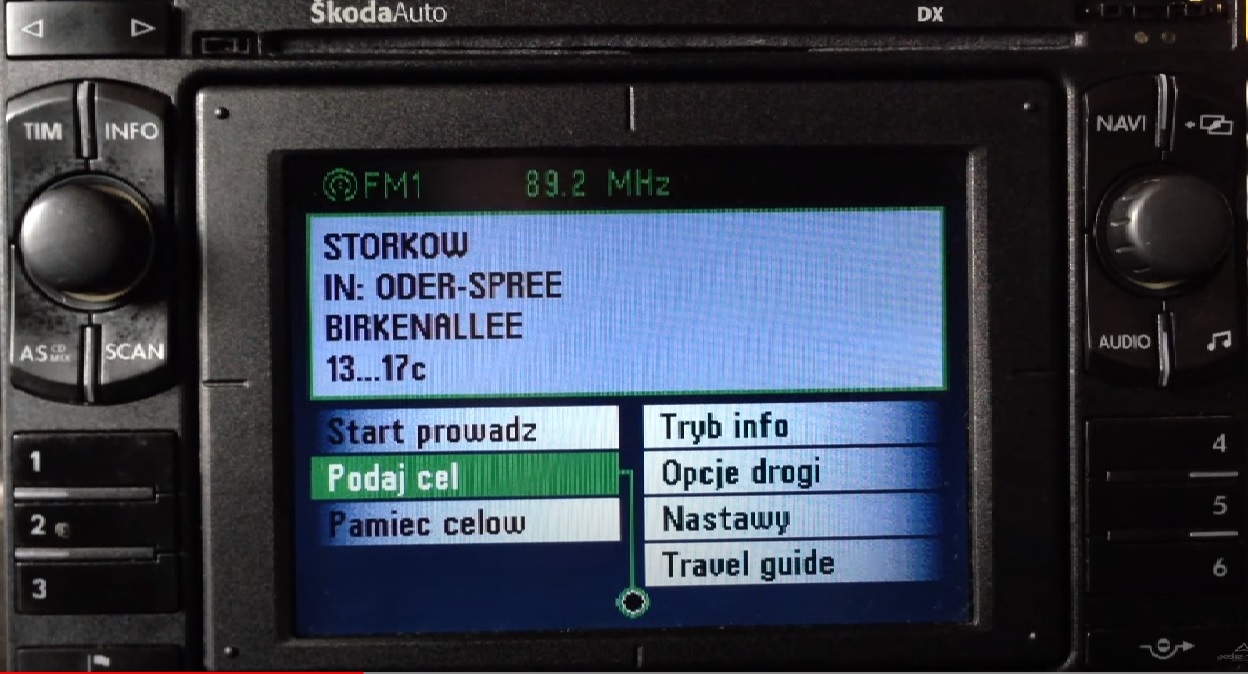 ŠkodaAuto DX
TIM INFO
NAVI
FM1 89.2 MHz
STORKOW
IN: ODER-SPREE
BIRKENALLEE
13...17c
AS CD MIX SCAN
AUDIO
Start prowadz
Podaj cel
Pamiec celow
Tryb info
Opcje drogi
Nastawy
Travel guide
1
2
3
4
5
6